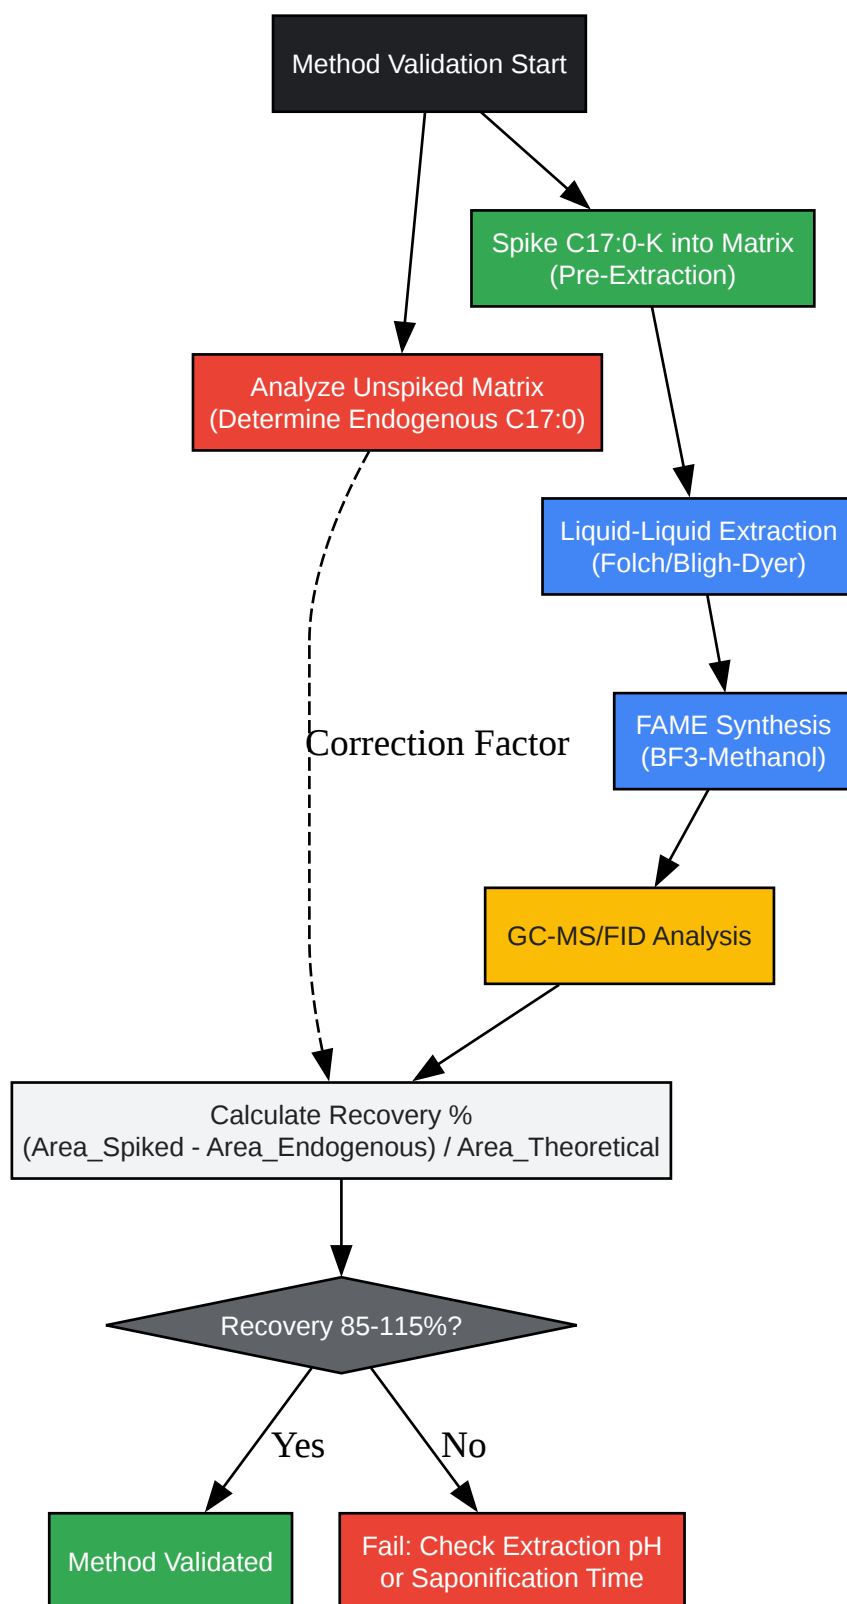 Method Validation Start
Spike C17:0-K into Matrix
(Pre-Extraction)
Analyze Unspiked Matrix
(Determine Endogenous C17:0)
Liquid-Liquid Extraction
(Folch/Bligh-Dyer)
FAME Synthesis
(BF3-Methanol)
Correction Factor
GC-MS/FID Analysis
Calculate Recovery %
(Area_Spiked - Area_Endogenous) / Area_Theoretical
Recovery 85-115%?
Yes
No
Method Validated
Fail: Check Extraction pH
or Saponification Time